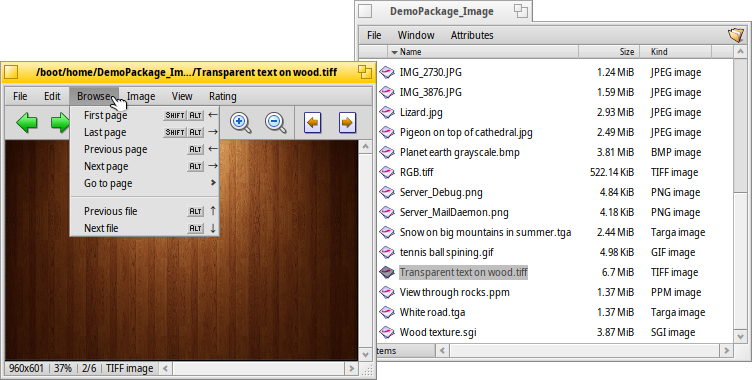 DemoPackage_Image
File Window Attributes
Name Size Kind
IMG_2730.JPG 1.24 MiB JPEG image
IMG_3876.JPG 1.59 MiB JPEG image
Lizard.jpg 2.93 MiB JPEG image
Pigeon on top of cathedral.jpg 2.49 MiB JPEG image
Planet earth grayscale.bmp 3.81 MiB BMP image
RGB.tiff 522.14 KiB TIFF image
Server_Debug.png 4.84 KiB PNG image
Server_MailDaemon.png 4.18 KiB PNG image
Snow on big mountains in summer.tga 2.44 MiB Targa image
tennis ball spining.gif 4.98 KiB GIF image
Transparent text on wood.tiff 6.7 MiB TIFF image
View through rocks.ppm 1.37 MiB PPM image
White road.tga 1.37 MiB Targa image
Wood texture.sgi 3.87 MiB SGI image
tems
/boot/home/DemoPackage_Im.../Transparent text on wood.tiff
File Edit Browse Image View Rating
First page SHIFT ALT ←
Last page SHIFT ALT →
Previous page ALT ←
Next page ALT →
Go to page
Previous file ALT ↑
Next file ALT ↓
960x601 37% 2/6 TIFF image